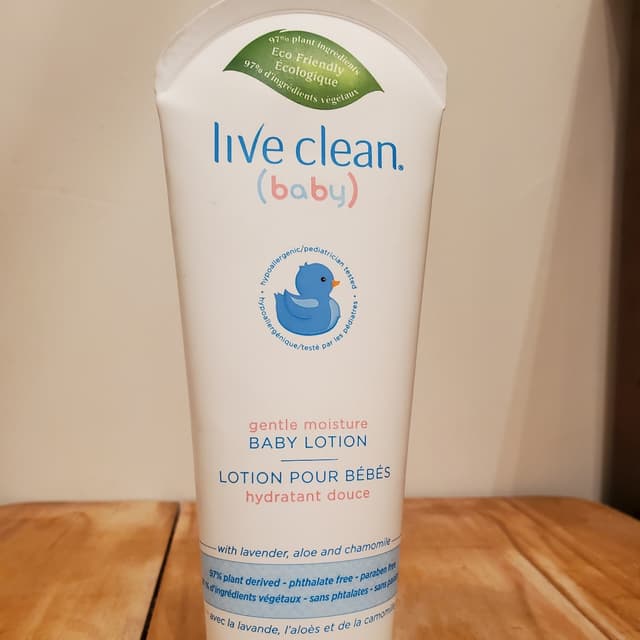 97% plant ingredients
Eco Friendly
Écologique
97% d'ingrédients végétaux
live clean.
(baby)
hypoallergenic/pediatrician tested
hypoallergénique/testé par les pédiatres
gentle moisture
BABY LOTION
LOTION POUR BÉBÉS
hydratant douce
with lavender, aloe and chamomile
97% plant derived - phthalate free - paraben free
d'ingrédients végétaux - sans phtalates - sans
avec la lavande, l'aloès et de la camomille